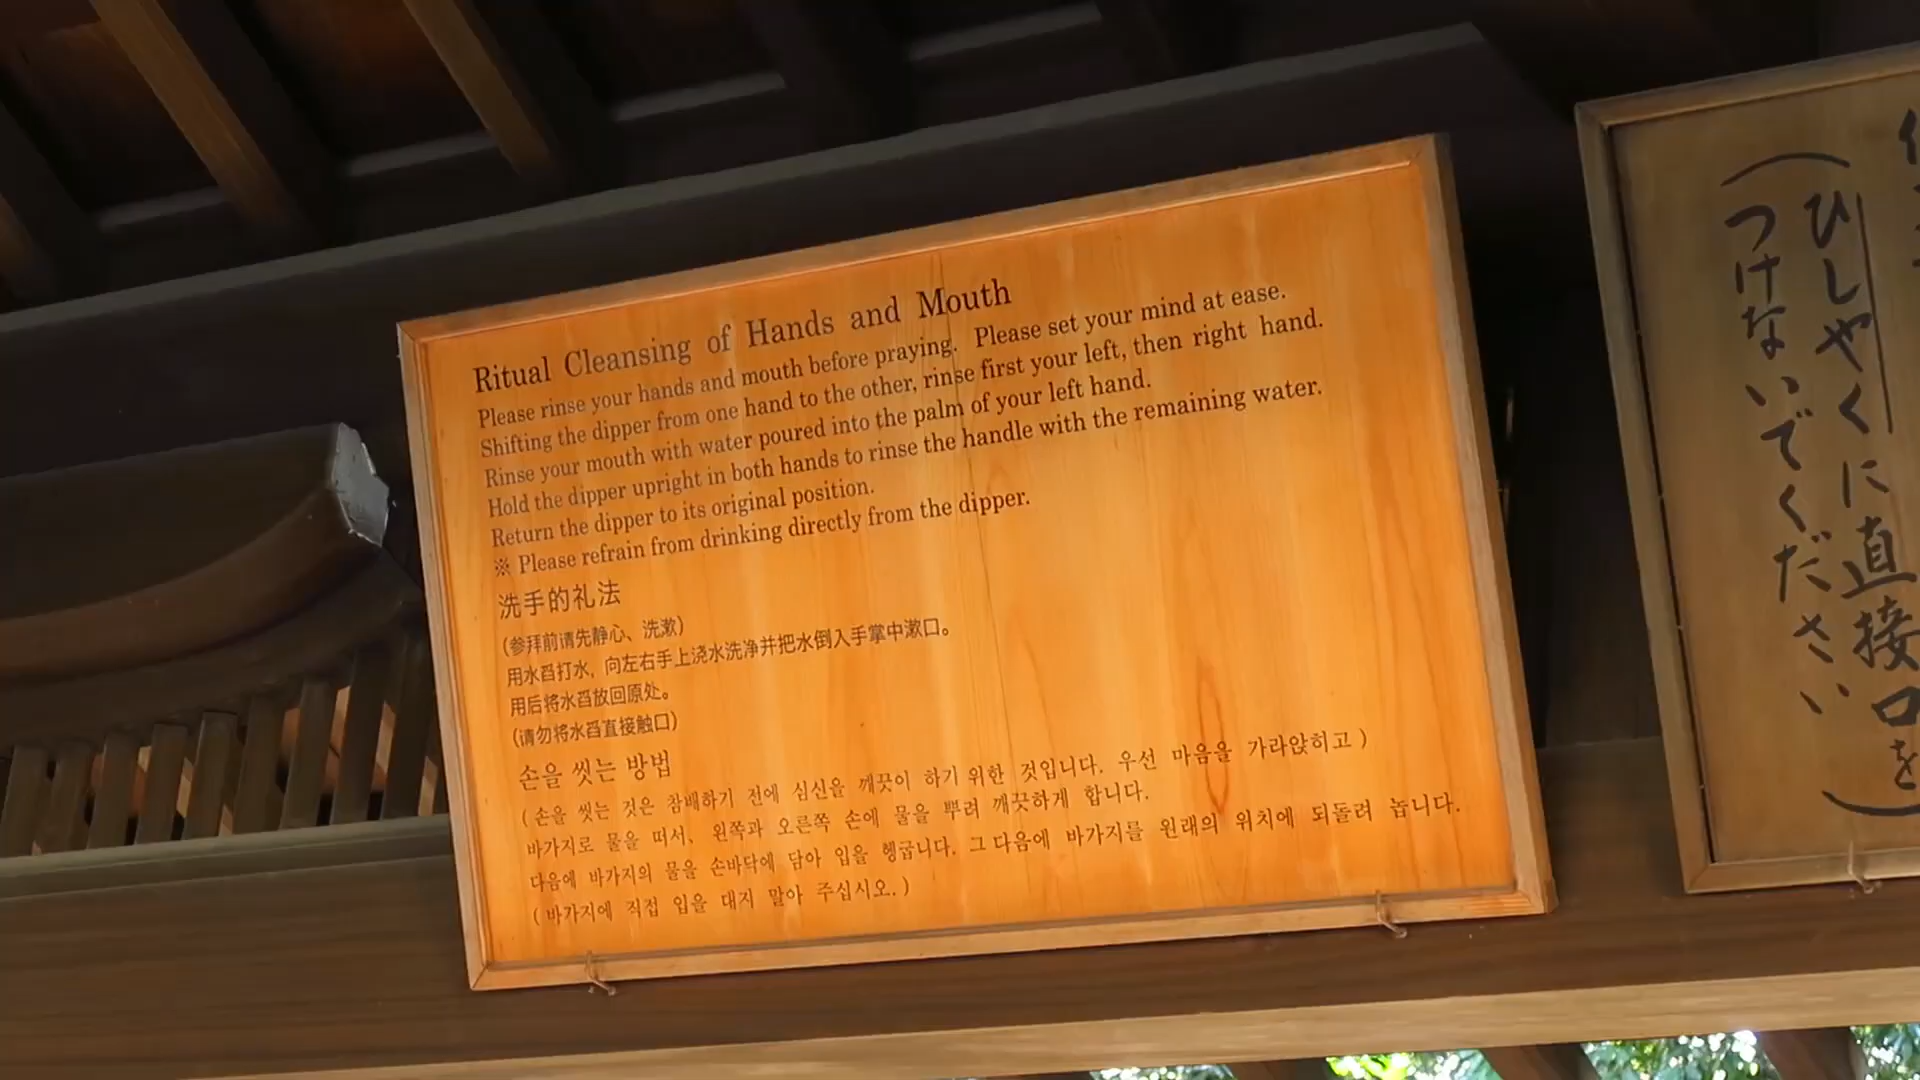 Ritual Cleansing of Hands and Mouth
Please rinse your hands and mouth before praying. Please set your mind at ease.
Shifting the dipper from one hand to the other, rinse first your left, then right hand.
Rinse your mouth with water poured into the palm of your left hand.
Hold the dipper upright in both hands to rinse the handle with the remaining water.
Return the dipper to its original position.
※ Please refrain from drinking directly from the dipper.
洗手的礼法
(参拜前请先静心、洗漱)
用水舀打水, 向左右手上浇水洗净并把水倒入手掌中漱口。
用后将水舀放回原处。
(请勿将水舀直接触口)
손을 씻는 방법
( 손을 씻는 것은 참배하기 전에 심신을 깨끗이 하기 위한 것입니다. 우선 마음을 가라앉히고 )
바가지로 물을 떠서, 왼쪽과 오른쪽 손에 물을 뿌려 깨끗하게 합니다.
다음에 바가지의 물을 손바닥에 담아 입을 헹굽니다. 그 다음에 바가지를 원래의 위치에 되돌려 놉니다.
( 바가지에 직접 입을 대지 말아 주십시오. )
(ひしやくに直接口を
つけないでください)